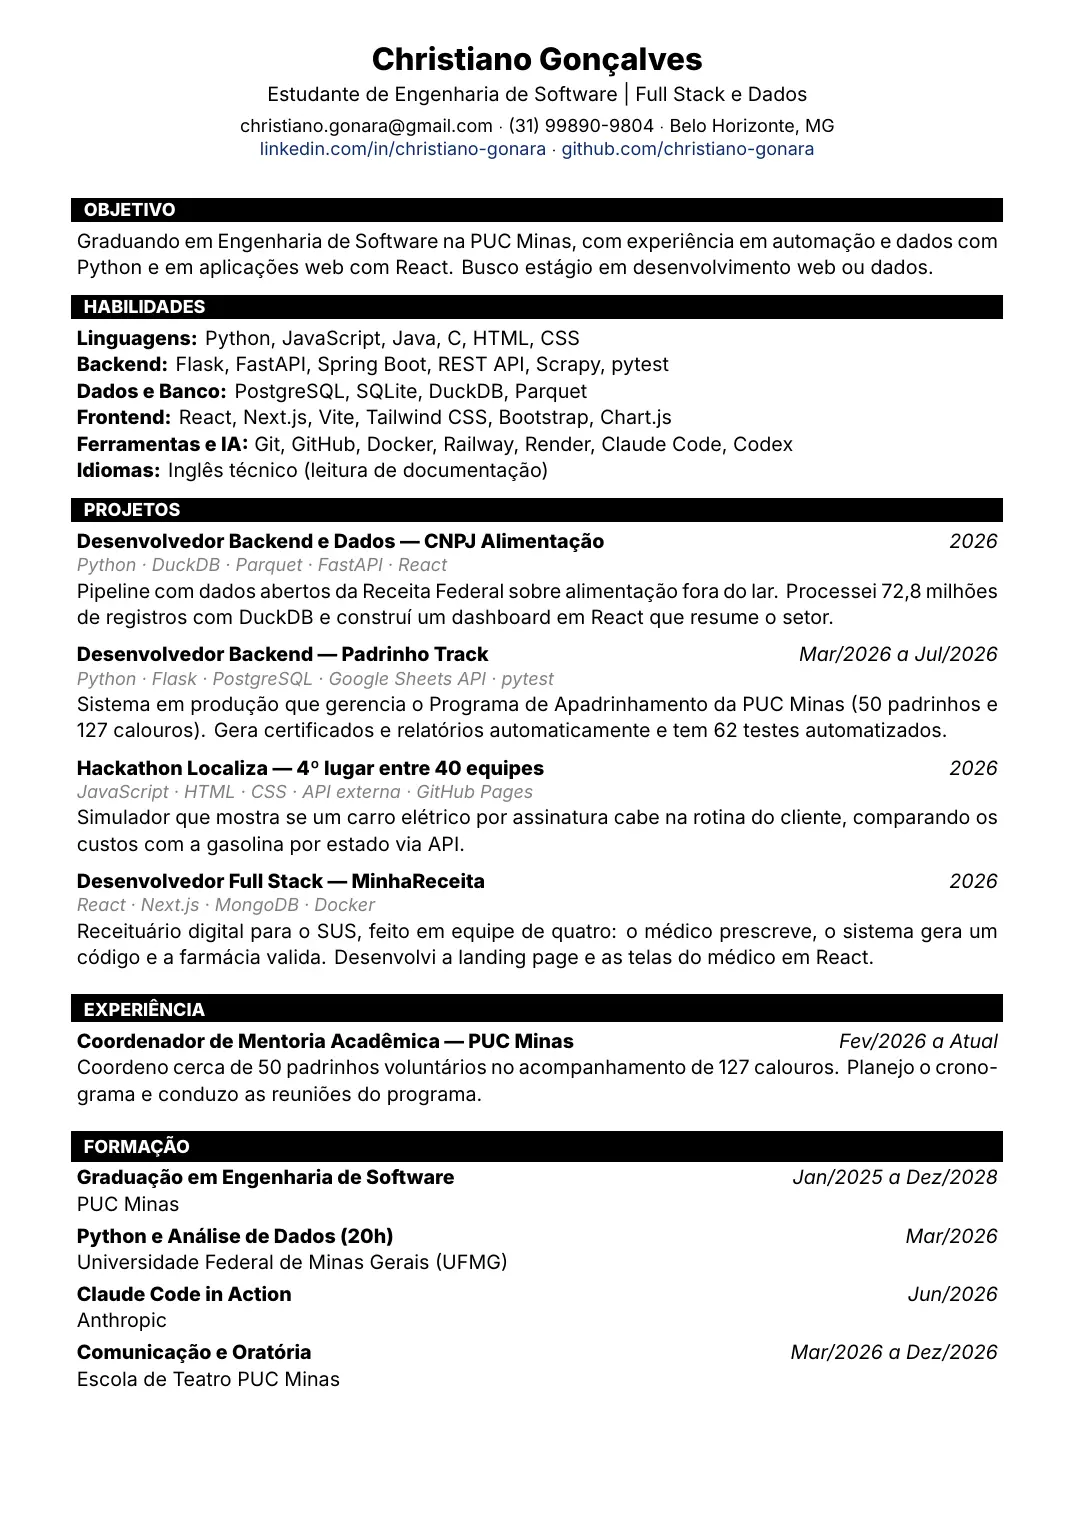 Christiano Gonçalves
Estudante de Engenharia de Software | Full Stack e Dados
christiano.gonara@gmail.com · (31) 99890-9804 · Belo Horizonte, MG
linkedin.com/in/christiano-gonara · github.com/christiano-gonara
OBJETIVO
Graduando em Engenharia de Software na PUC Minas, com experiência em automação e dados com
Python e em aplicações web com React. Busco estágio em desenvolvimento web ou dados.
HABILIDADES
Linguagens: Python, JavaScript, Java, C, HTML, CSS
Backend: Flask, FastAPI, Spring Boot, REST API, Scrapy, pytest
Dados e Banco: PostgreSQL, SQLite, DuckDB, Parquet
Frontend: React, Next.js, Vite, Tailwind CSS, Bootstrap, Chart.js
Ferramentas e IA: Git, GitHub, Docker, Railway, Render, Claude Code, Codex
Idiomas: Inglês técnico (leitura de documentação)
PROJETOS
Desenvolvedor Backend e Dados — CNPJ Alimentação 2026
Python · DuckDB · Parquet · FastAPI · React
Pipeline com dados abertos da Receita Federal sobre alimentação fora do lar. Processei 72,8 milhões
de registros com DuckDB e construí um dashboard em React que resume o setor.
Desenvolvedor Backend — Padrinho Track Mar/2026 a Jul/2026
Python · Flask · PostgreSQL · Google Sheets API · pytest
Sistema em produção que gerencia o Programa de Apadrinhamento da PUC Minas (50 padrinhos e
127 calouros). Gera certificados e relatórios automaticamente e tem 62 testes automatizados.
Hackathon Localiza — 4º lugar entre 40 equipes 2026
JavaScript · HTML · CSS · API externa · GitHub Pages
Simulador que mostra se um carro elétrico por assinatura cabe na rotina do cliente, comparando os
custos com a gasolina por estado via API.
Desenvolvedor Full Stack — MinhaReceita 2026
React · Next.js · MongoDB · Docker
Receituário digital para o SUS, feito em equipe de quatro: o médico prescreve, o sistema gera um
código e a farmácia valida. Desenvolvi a landing page e as telas do médico em React.
EXPERIÊNCIA
Coordenador de Mentoria Acadêmica — PUC Minas Fev/2026 a Atual
Coordeno cerca de 50 padrinhos voluntários no acompanhamento de 127 calouros. Planejo o crono-
grama e conduzo as reuniões do programa.
FORMAÇÃO
Graduação em Engenharia de Software Jan/2025 a Dez/2028
PUC Minas
Python e Análise de Dados (20h) Mar/2026
Universidade Federal de Minas Gerais (UFMG)
Claude Code in Action Jun/2026
Anthropic
Comunicação e Oratória Mar/2026 a Dez/2026
Escola de Teatro PUC Minas